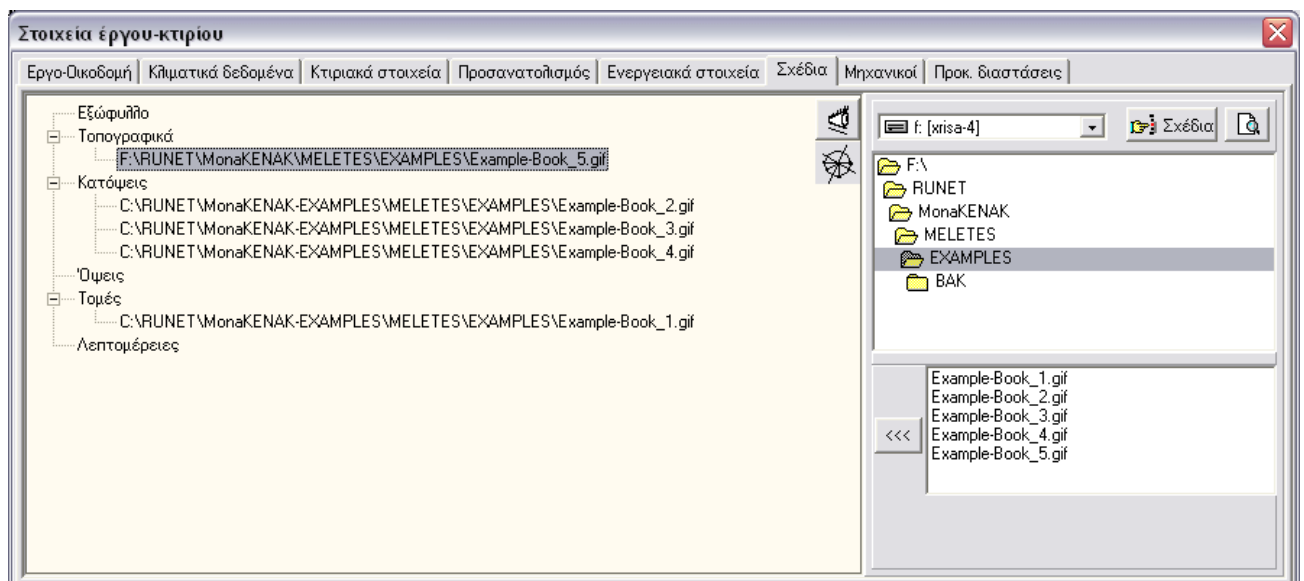 Στοιχεία έργου-κτιρίου
Εργο-Οικοδομή Κλιματικά δεδομένα Κτιριακά στοιχεία Προσανατολισμός Ενεργειακά στοιχεία Σχέδια Μηχανικοί Προκ. διαστάσεις
Εξώφυλλο
Τοπογραφικά
F:\RUNET\MonaKENAK\MELETES\EXAMPLES\Example-Book_5.gif
Κατόψεις
C:\RUNET\MonaKENAK-EXAMPLES\MELETES\EXAMPLES\Example-Book_2.gif
C:\RUNET\MonaKENAK-EXAMPLES\MELETES\EXAMPLES\Example-Book_3.gif
C:\RUNET\MonaKENAK-EXAMPLES\MELETES\EXAMPLES\Example-Book_4.gif
Όψεις
Τομές
C:\RUNET\MonaKENAK-EXAMPLES\MELETES\EXAMPLES\Example-Book_1.gif
Λεπτομέρειες
f: [xrisa-4] Σχέδια
F:\
RUNET
MonaKENAK
MELETES
EXAMPLES
BAK
<<<
Example-Book_1.gif
Example-Book_2.gif
Example-Book_3.gif
Example-Book_4.gif
Example-Book_5.gif